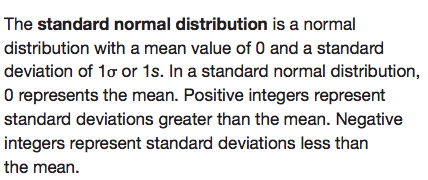 The standard normal distribution is a normal
distribution with a mean value of 0 and a standard
deviation of 1σ or 1s. In a standard normal distribution,
0 represents the mean. Positive integers represent
standard deviations greater than the mean. Negative
integers represent standard deviations less than
the mean.